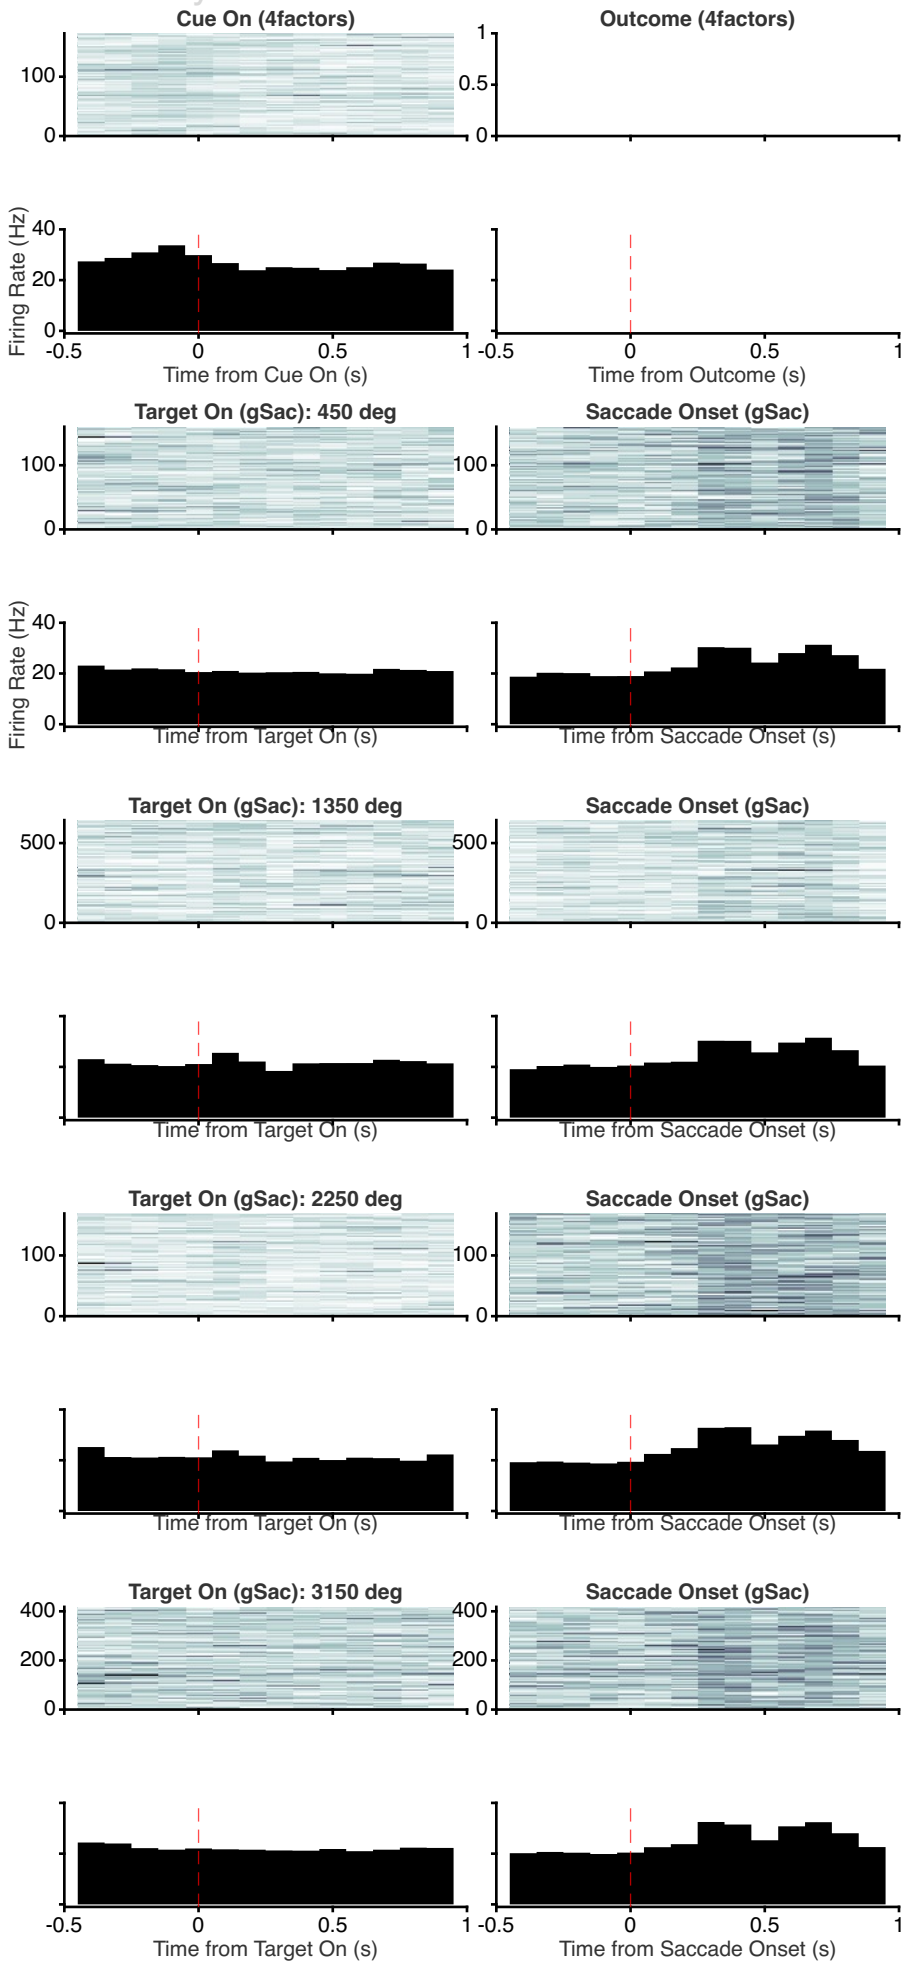 Cue On (4factors)
Outcome (4factors)
100
0
1
0.5
0
Firing Rate (Hz)
40
20
0
-0.5 0 0.5 1
Time from Cue On (s)
-0.5 0 0.5 1
Time from Outcome (s)
Target On (gSac): 450 deg
Saccade Onset (gSac)
100
0
100
0
Firing Rate (Hz)
40
20
0
Time from Target On (s)
Time from Saccade Onset (s)
Target On (gSac): 1350 deg
Saccade Onset (gSac)
500
0
500
0
Time from Target On (s)
Time from Saccade Onset (s)
Target On (gSac): 2250 deg
Saccade Onset (gSac)
100
0
100
0
Time from Target On (s)
Time from Saccade Onset (s)
Target On (gSac): 3150 deg
Saccade Onset (gSac)
400
200
0
400
200
0
-0.5 0 0.5 1
Time from Target On (s)
-0.5 0 0.5 1
Time from Saccade Onset (s)